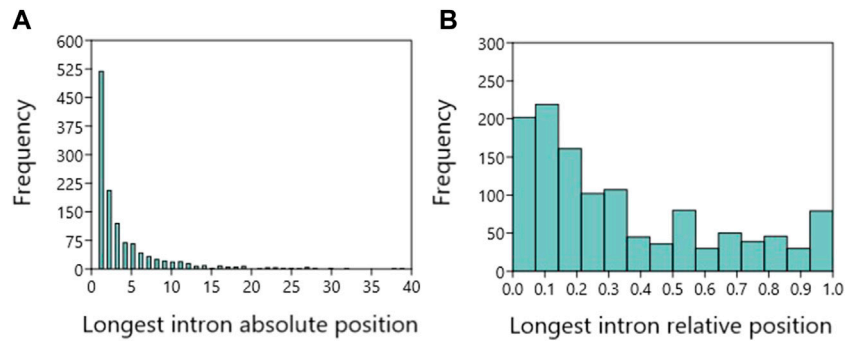 A
B
600
525
450
375
300
225
150
75
0
Frequency
0 5 10 15 20 25 30 35 40
Longest intron absolute position
300
250
200
150
100
50
0
Frequency
0.0 0.1 0.2 0.3 0.4 0.5 0.6 0.7 0.8 0.9 1.0
Longest intron relative position